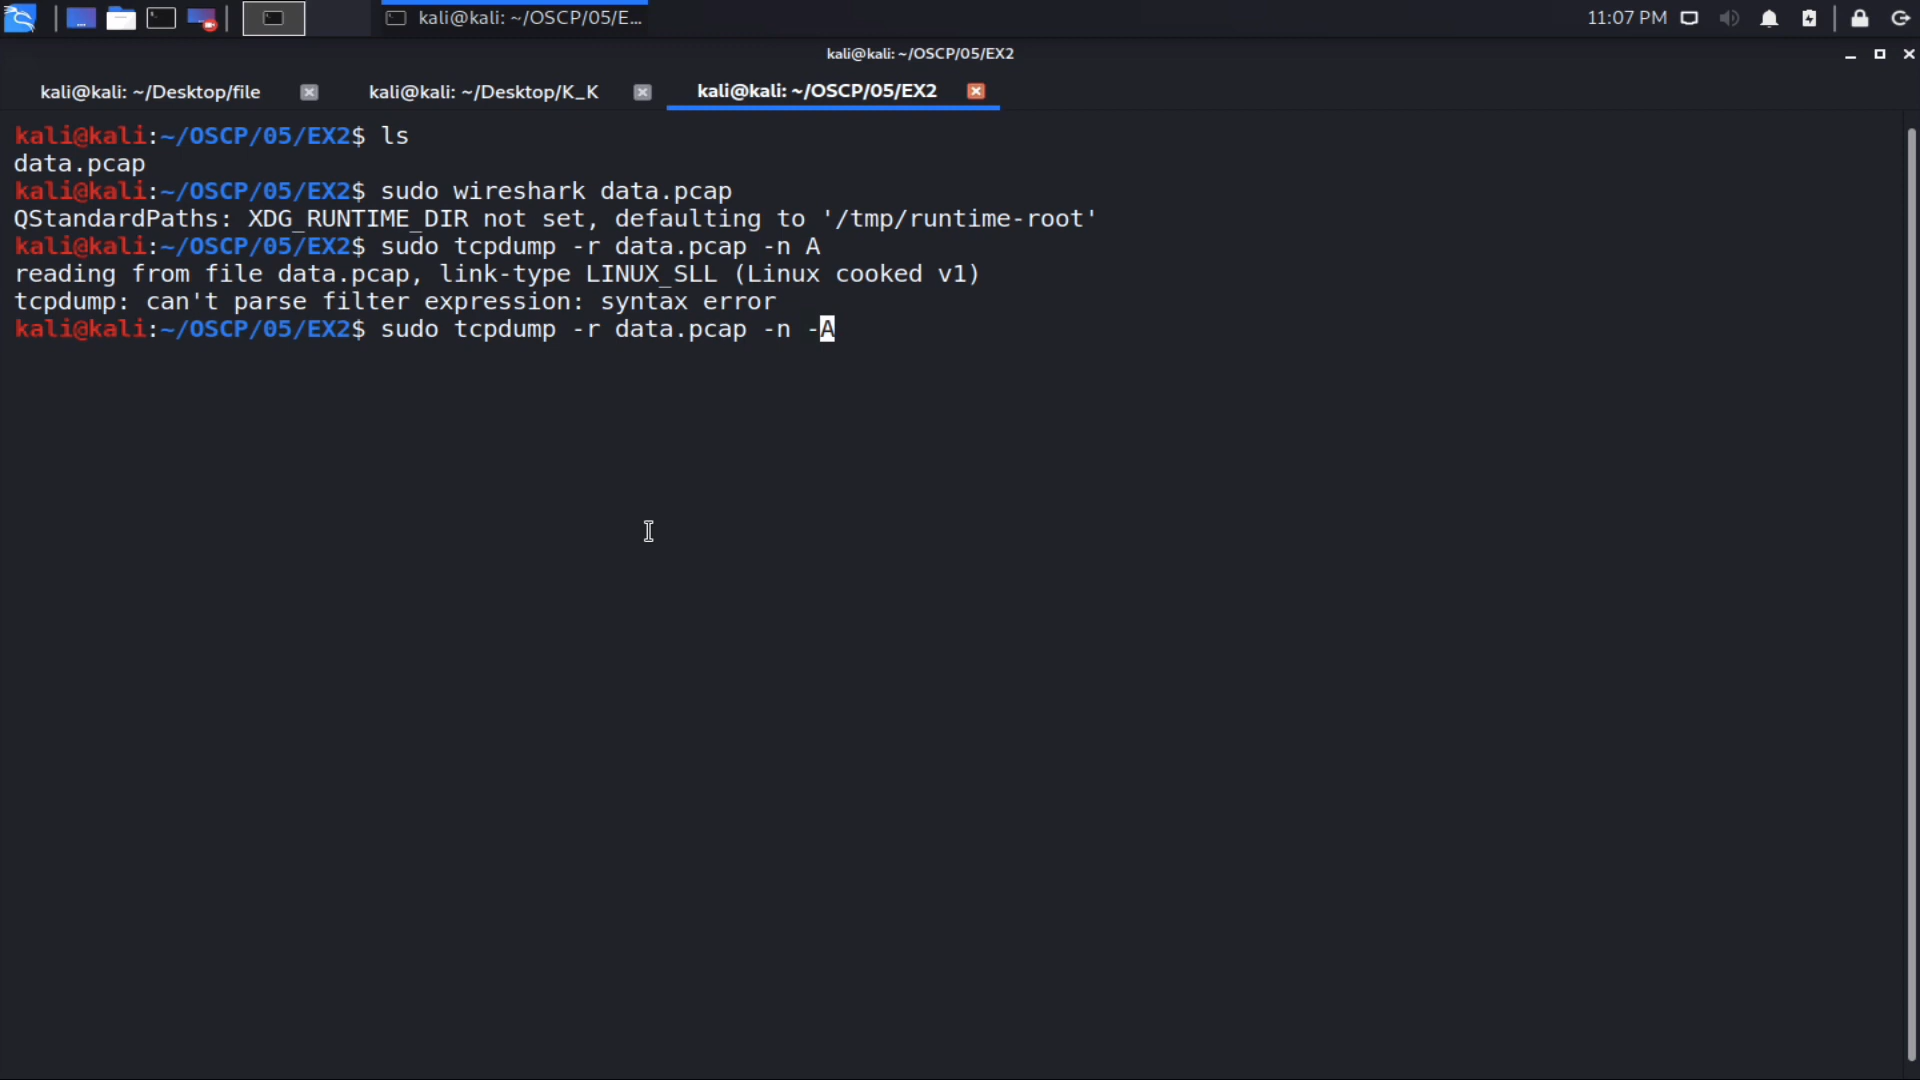 kali@kali: ~/OSCP/05/E...
11:07 PM
kali@kali: ~/OSCP/05/EX2
kali@kali: ~/Desktop/file
kali@kali: ~/Desktop/K_K
kali@kali: ~/OSCP/05/EX2
kali@kali:~/OSCP/05/EX2$ ls
data.pcap
kali@kali:~/OSCP/05/EX2$ sudo wireshark data.pcap
QStandardPaths: XDG_RUNTIME_DIR not set, defaulting to '/tmp/runtime-root'
kali@kali:~/OSCP/05/EX2$ sudo tcpdump -r data.pcap -n A
reading from file data.pcap, link-type LINUX_SLL (Linux cooked v1)
tcpdump: can't parse filter expression: syntax error
kali@kali:~/OSCP/05/EX2$ sudo tcpdump -r data.pcap -n -A